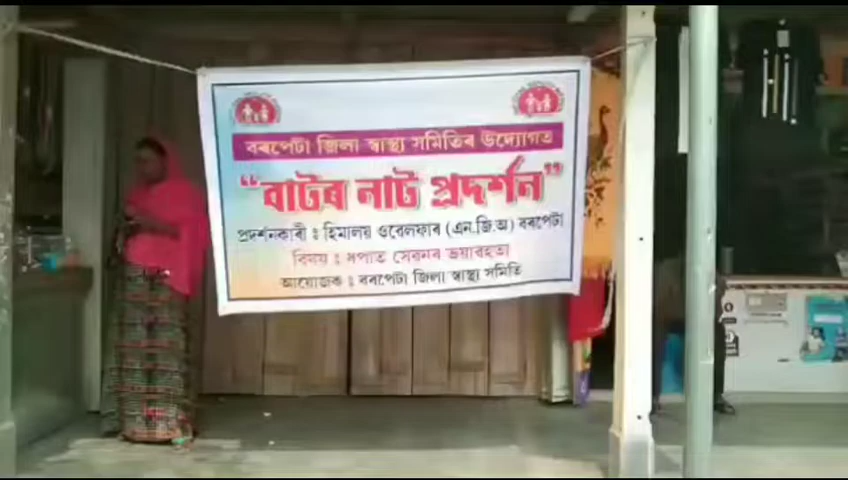 বৰপেটা জিলা স্বাস্থ্য সমিতিৰ উদ্যোগত
“বাটৰ নাট প্ৰদৰ্শন”
প্ৰদৰ্শনকাৰী : হিমালয় ওৱেলফাৰ (এন.জি.অ) বৰপেটা
বিষয় : ধপাত সেৱনৰ ভয়াবহতা
আয়োজক : বৰপেটা জিলা স্বাস্থ্য সমিতি